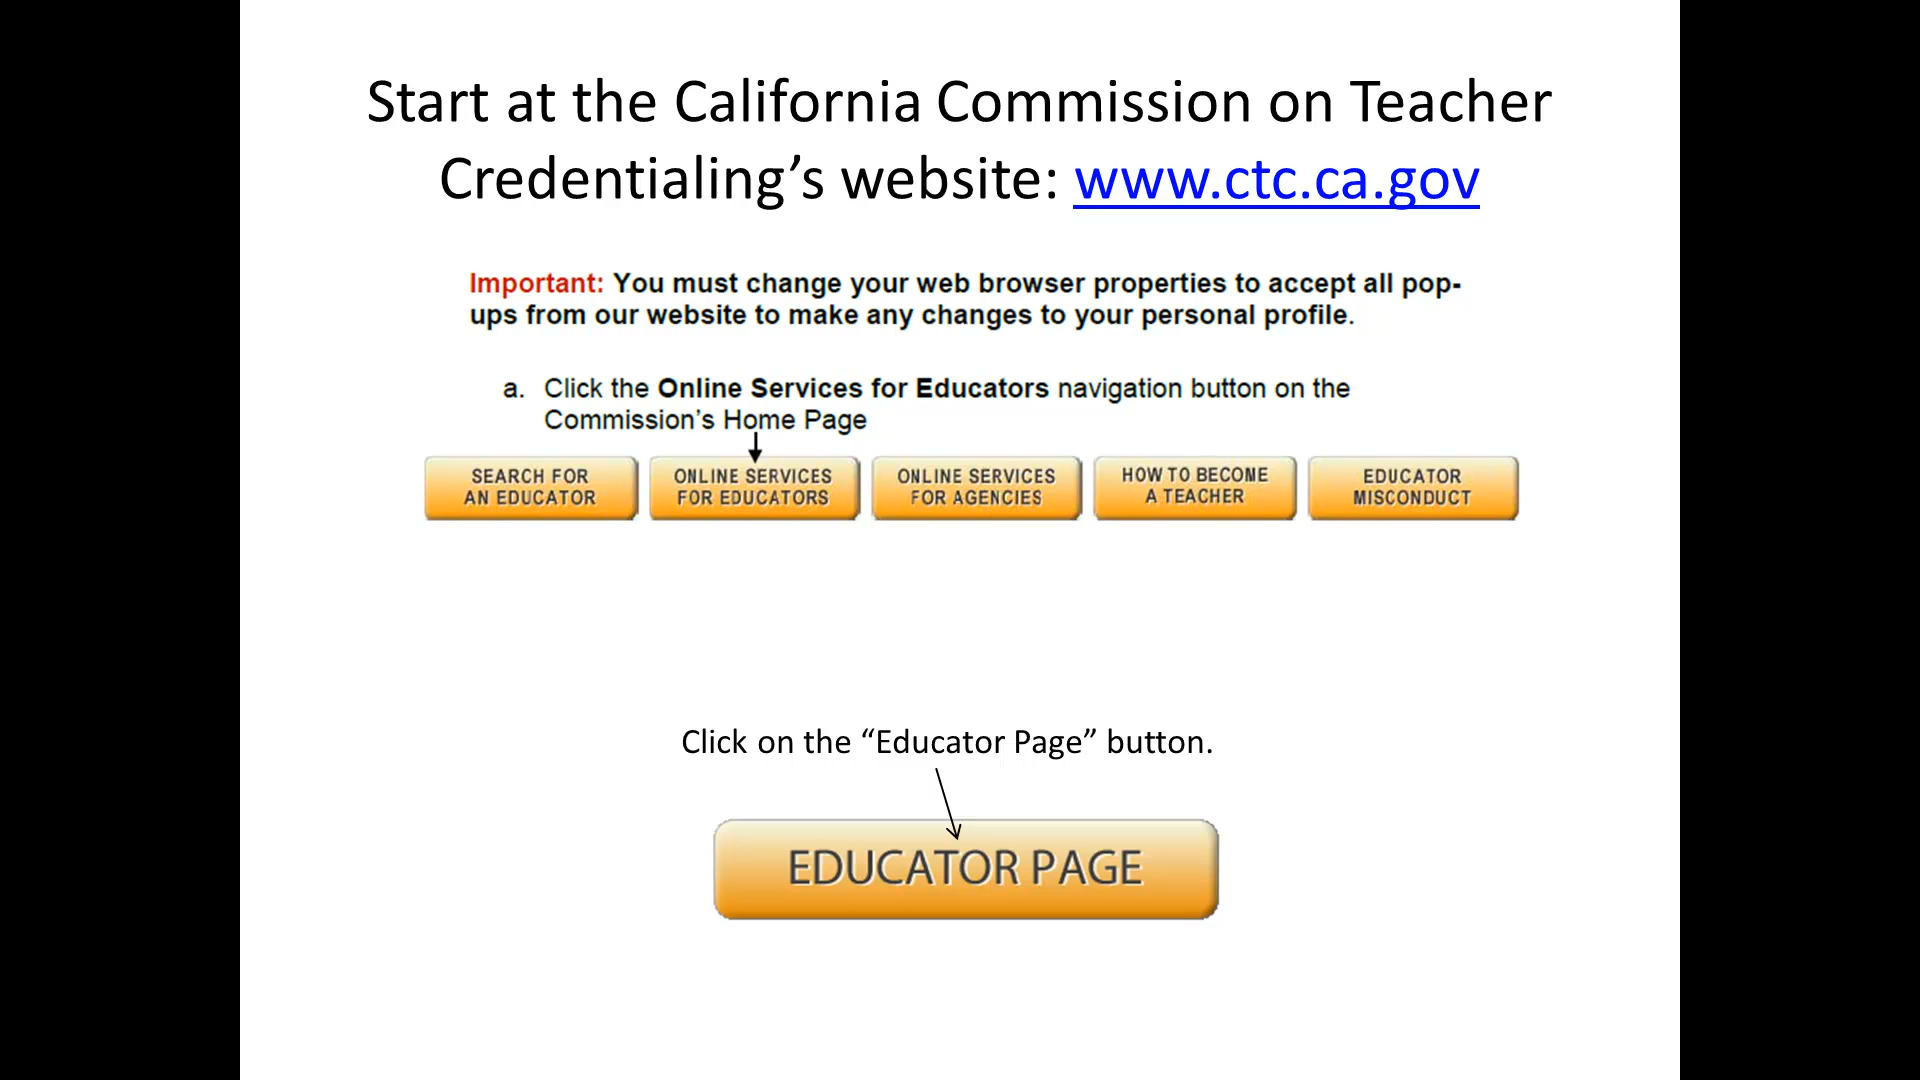 Start at the California Commission on Teacher
Credentialing’s website: www.ctc.ca.gov
Important: You must change your web browser properties to accept all pop-
ups from our website to make any changes to your personal profile.
a. Click the Online Services for Educators navigation button on the
Commission’s Home Page
SEARCH FOR
AN EDUCATOR
ONLINE SERVICES
FOR EDUCATORS
ONLINE SERVICES
FOR AGENCIES
HOW TO BECOME
A TEACHER
EDUCATOR
MISCONDUCT
Click on the “Educator Page” button.
EDUCATOR PAGE